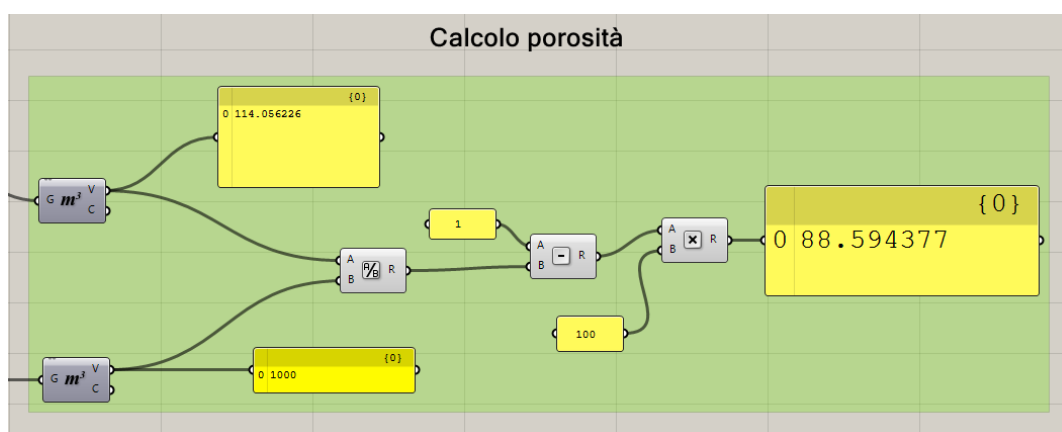 Calcolo porosità
{0}
0 114.056226
G m³ V
C
1
{0}
0 88.594377
A
B A/B R
A
B - R
A
B × R
100
{0}
0 1000
G m³ V
C